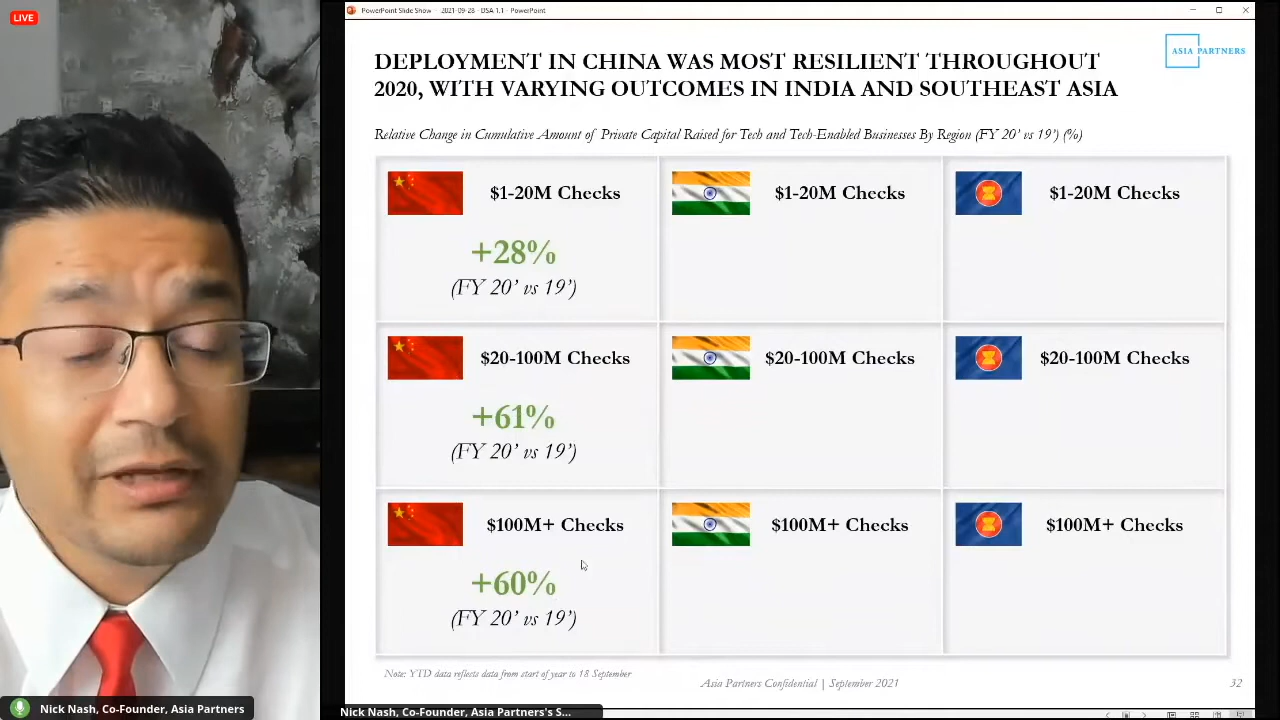 LIVE
PowerPoint Slide Show - 2021-09-28 - DSA 1.1 - PowerPoint
DEPLOYMENT IN CHINA WAS MOST RESILIENT THROUGHOUT
2020, WITH VARYING OUTCOMES IN INDIA AND SOUTHEAST ASIA
ASIA PARTNERS
Relative Change in Cumulative Amount of Private Capital Raised for Tech and Tech-Enabled Businesses By Region (FY 20' vs 19') (%)
$1-20M Checks
$1-20M Checks
$1-20M Checks
+28%
(FY 20' vs 19')
$20-100M Checks
$20-100M Checks
$20-100M Checks
+61%
(FY 20' vs 19')
$100M+ Checks
$100M+ Checks
$100M+ Checks
+60%
(FY 20' vs 19')
Note: YTD data reflects data from start of year to 18 September
Asia Partners Confidential | September 2021
32
Nick Nash, Co-Founder, Asia Partners
Nick Nash, Co-Founder, Asia Partners's S...